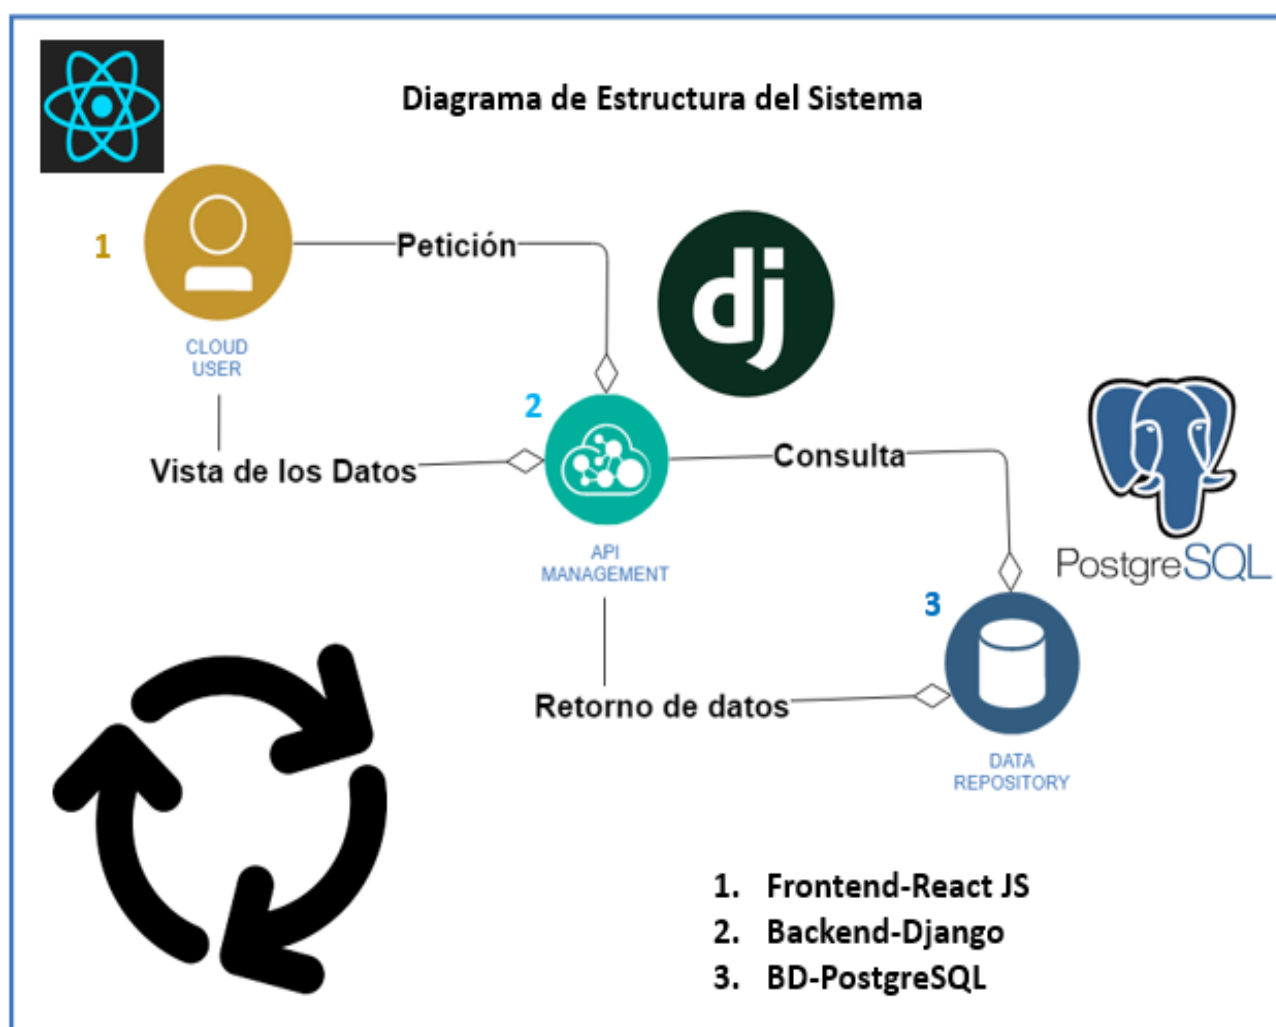 Diagrama de Estructura del Sistema
1
Petición
dj
CLOUD
USER
2
Vista de los Datos
Consulta
API
MANAGEMENT
PostgreSQL
3
Retorno de datos
DATA
REPOSITORY
1. Frontend-React JS
2. Backend-Django
3. BD-PostgreSQL